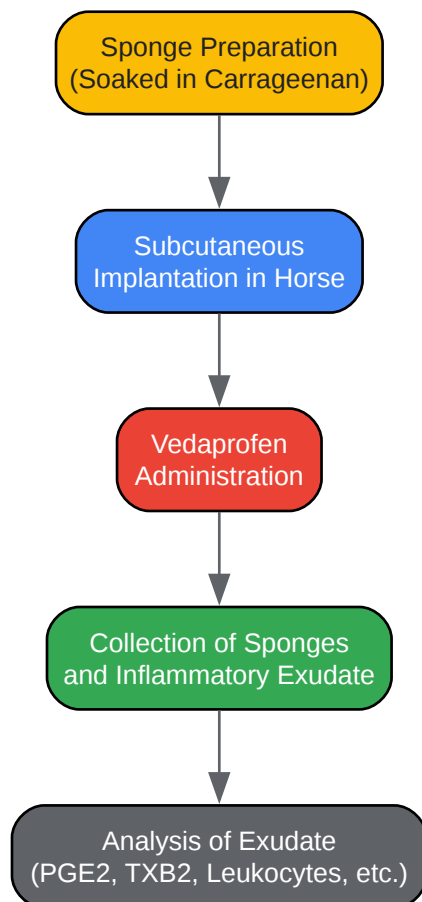 Sponge Preparation
(Soaked in Carrageenan)
Subcutaneous
Implantation in Horse
Vedaprofen
Administration
Collection of Sponges
and Inflammatory Exudate
Analysis of Exudate
(PGE2, TXB2, Leukocytes, etc.)